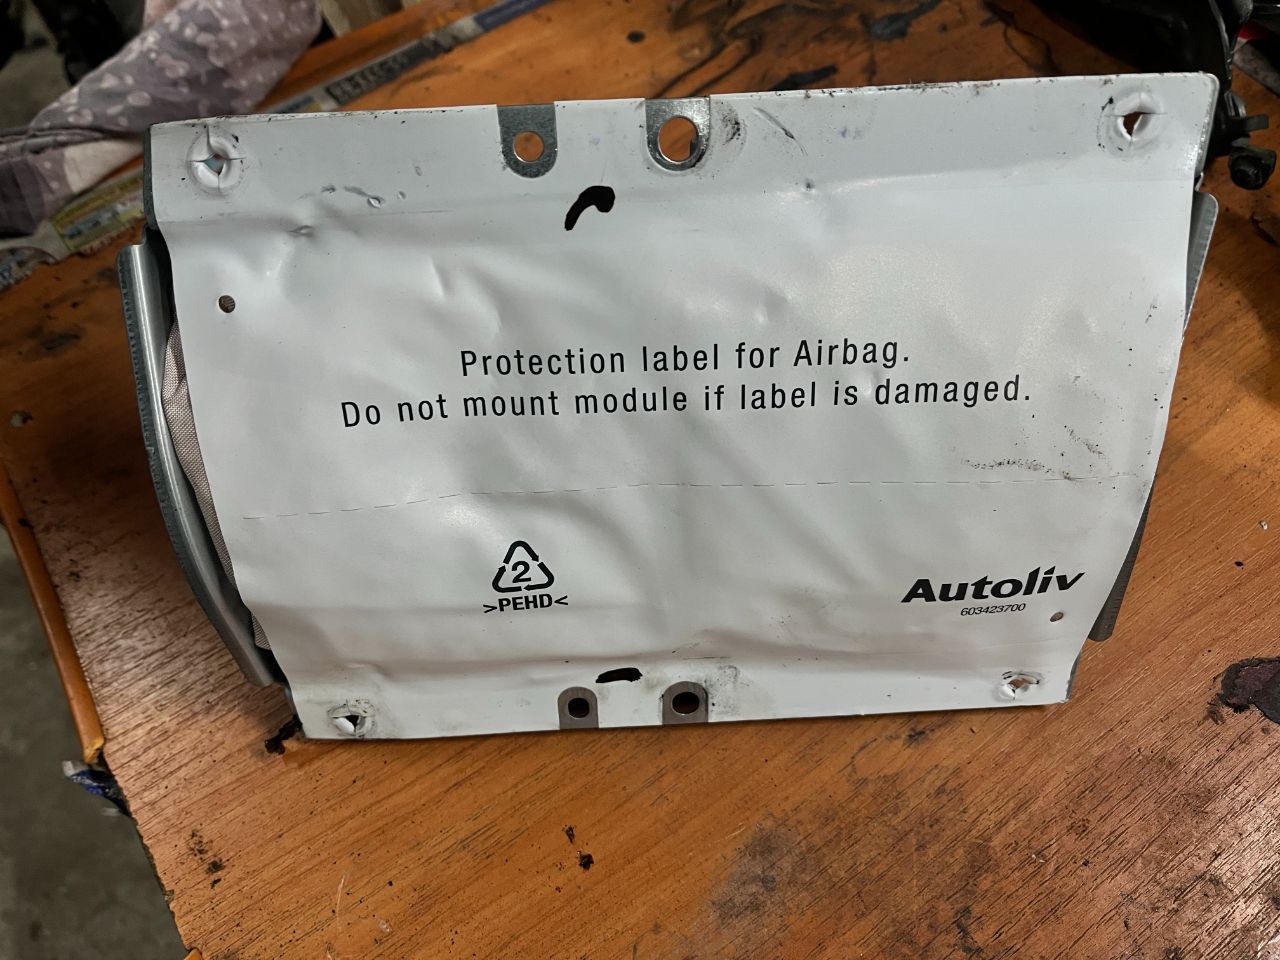 Protection label for Airbag.
Do not mount module if label is damaged.
2
>PEHD<
Autoliv
603423700